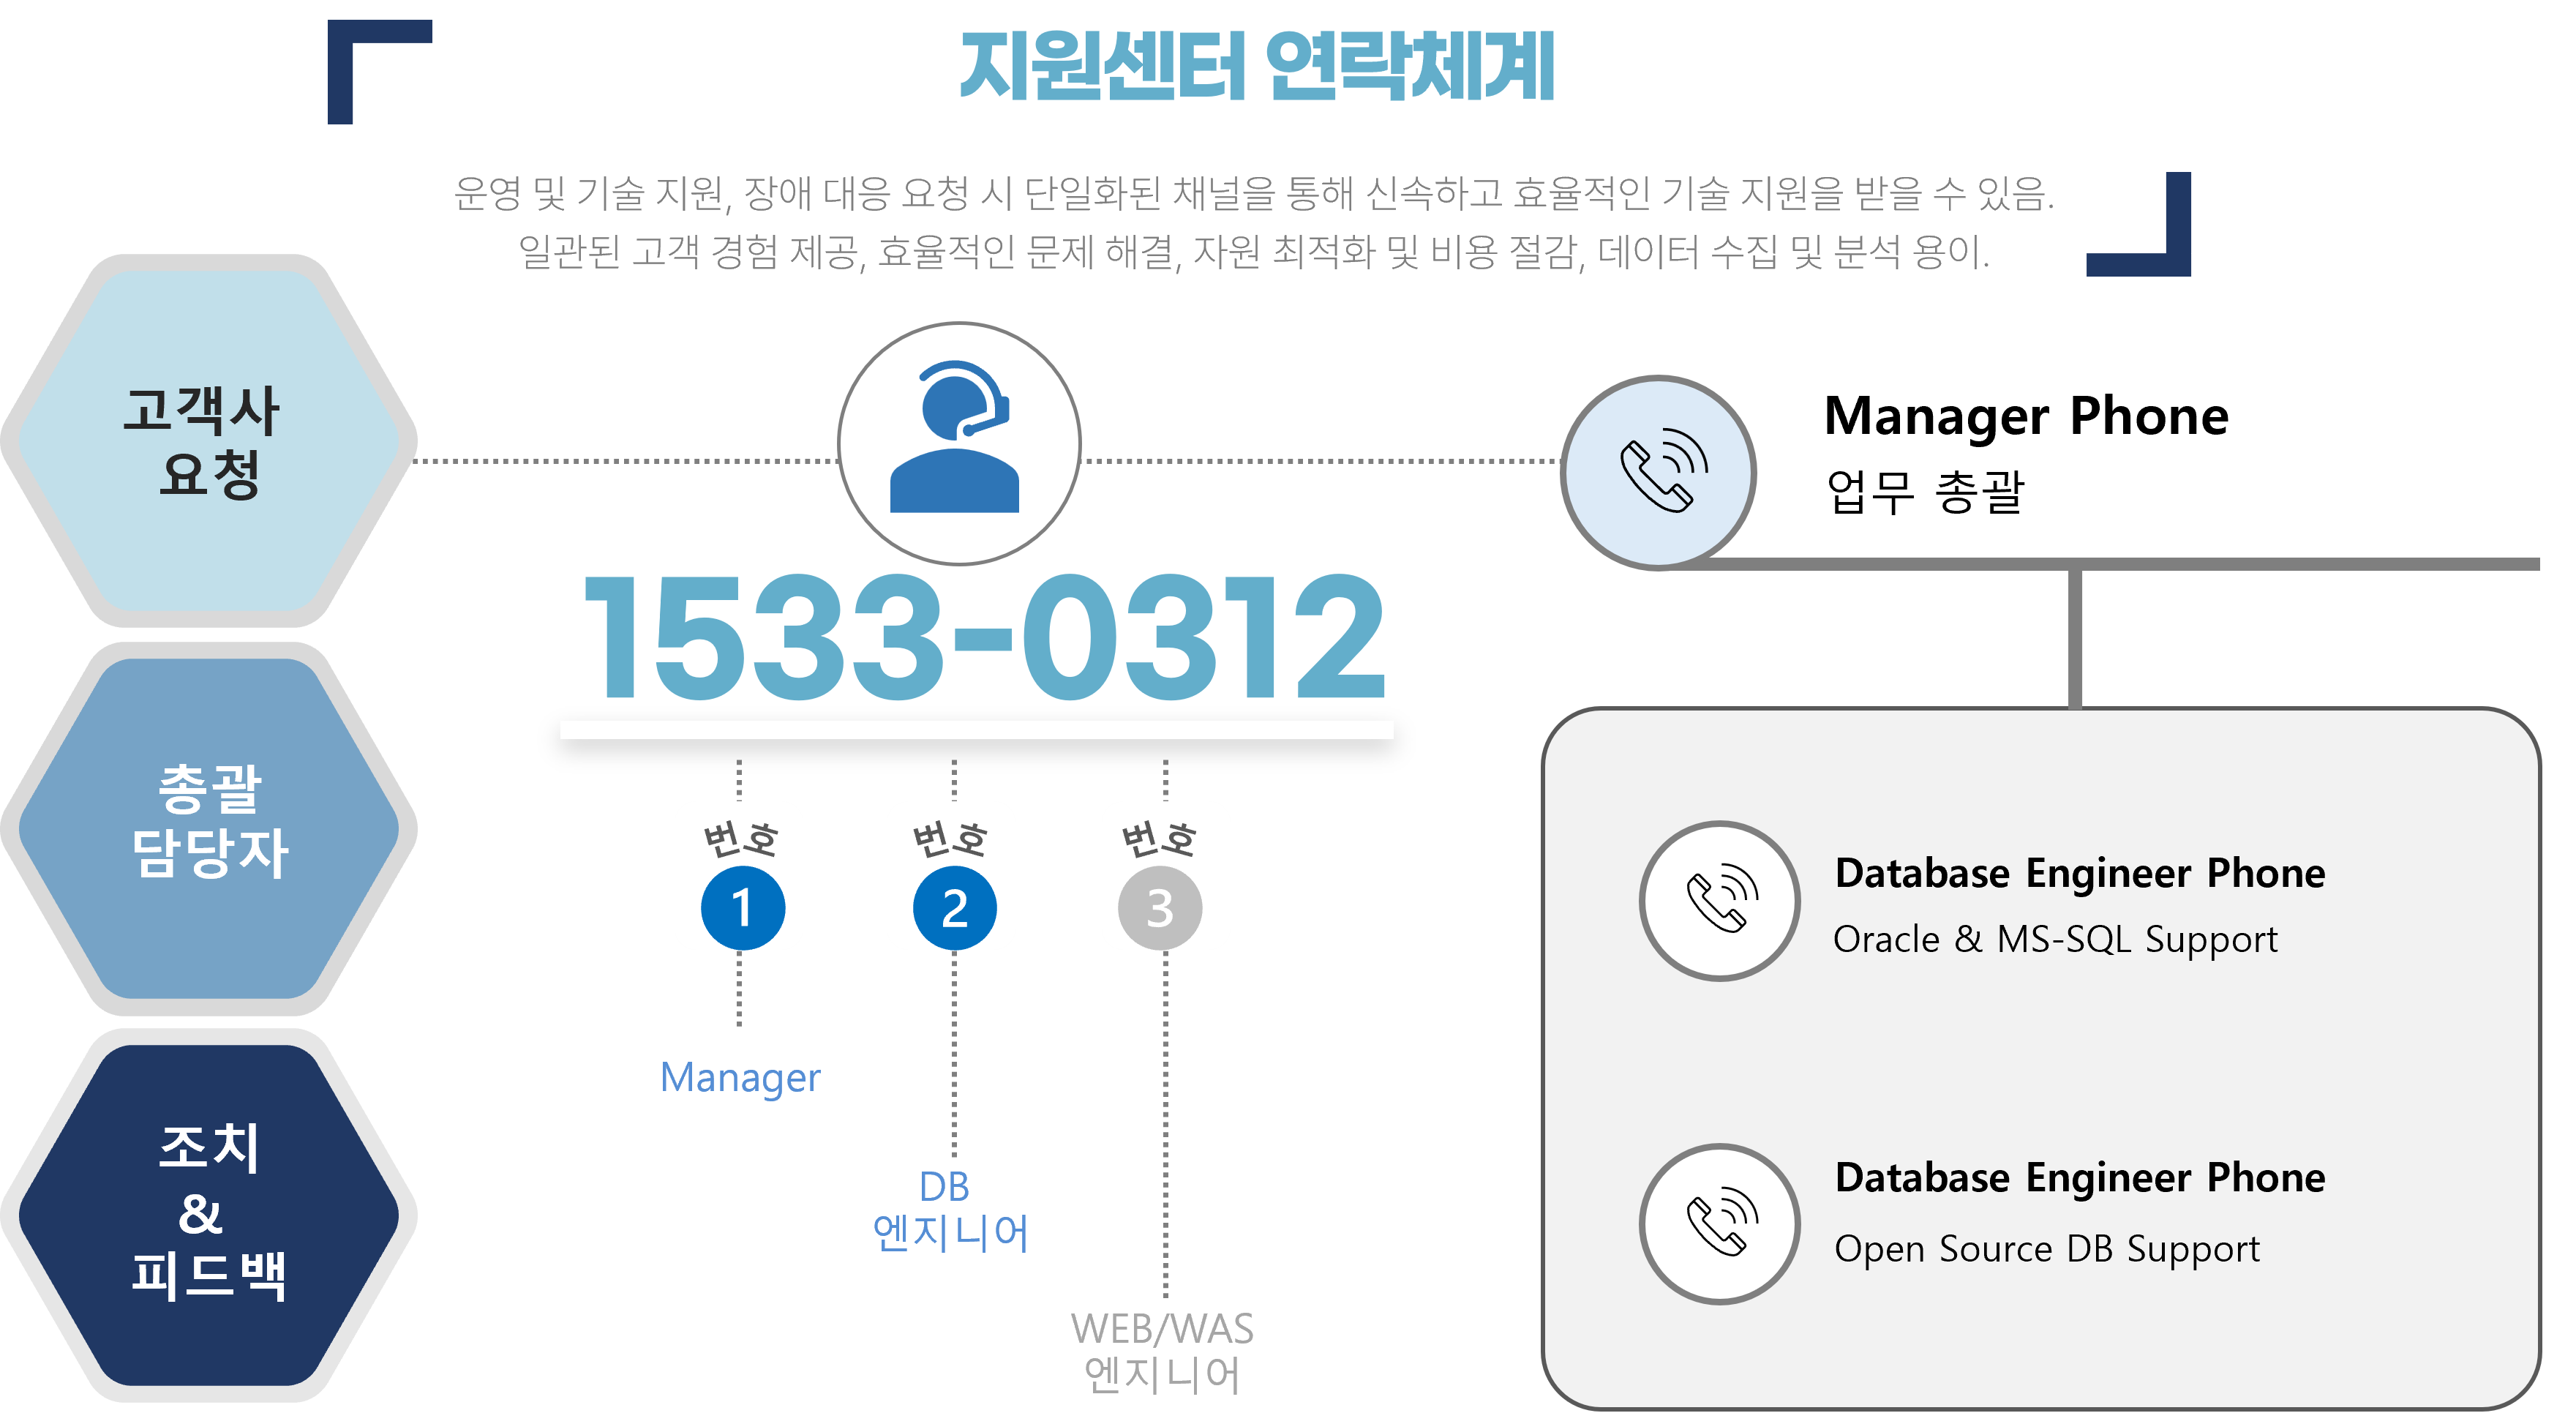 지원센터 연락체계
운영 및 기술 지원, 장애 대응 요청 시 단일화된 채널을 통해 신속하고 효율적인 기술 지원을 받을 수 있음.
일관된 고객 경험 제공, 효율적인 문제 해결, 자원 최적화 및 비용 절감, 데이터 수집 및 분석 용이.
고객사
요청
총괄
담당자
조치
&
피드백
1533-0312
번호
1
Manager
번호
2
DB
엔지니어
번호
3
WEB/WAS
엔지니어
Manager Phone
업무 총괄
Database Engineer Phone
Oracle & MS-SQL Support
Database Engineer Phone
Open Source DB Support